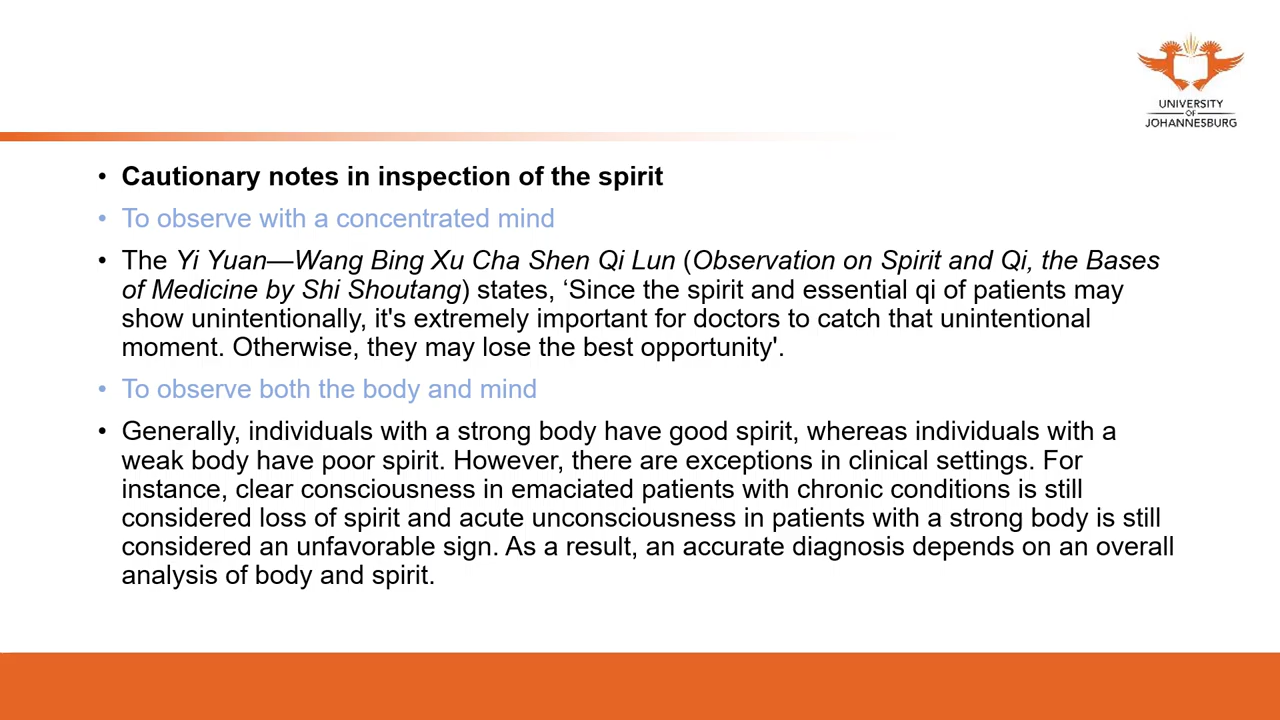 UNIVERSITY
OF
JOHANNESBURG
• Cautionary notes in inspection of the spirit
• To observe with a concentrated mind
• The Yi Yuan—Wang Bing Xu Cha Shen Qi Lun (Observation on Spirit and Qi, the Bases
of Medicine by Shi Shoutang) states, ‘Since the spirit and essential qi of patients may
show unintentionally, it's extremely important for doctors to catch that unintentional
moment. Otherwise, they may lose the best opportunity'.
• To observe both the body and mind
• Generally, individuals with a strong body have good spirit, whereas individuals with a
weak body have poor spirit. However, there are exceptions in clinical settings. For
instance, clear consciousness in emaciated patients with chronic conditions is still
considered loss of spirit and acute unconsciousness in patients with a strong body is still
considered an unfavorable sign. As a result, an accurate diagnosis depends on an overall
analysis of body and spirit.